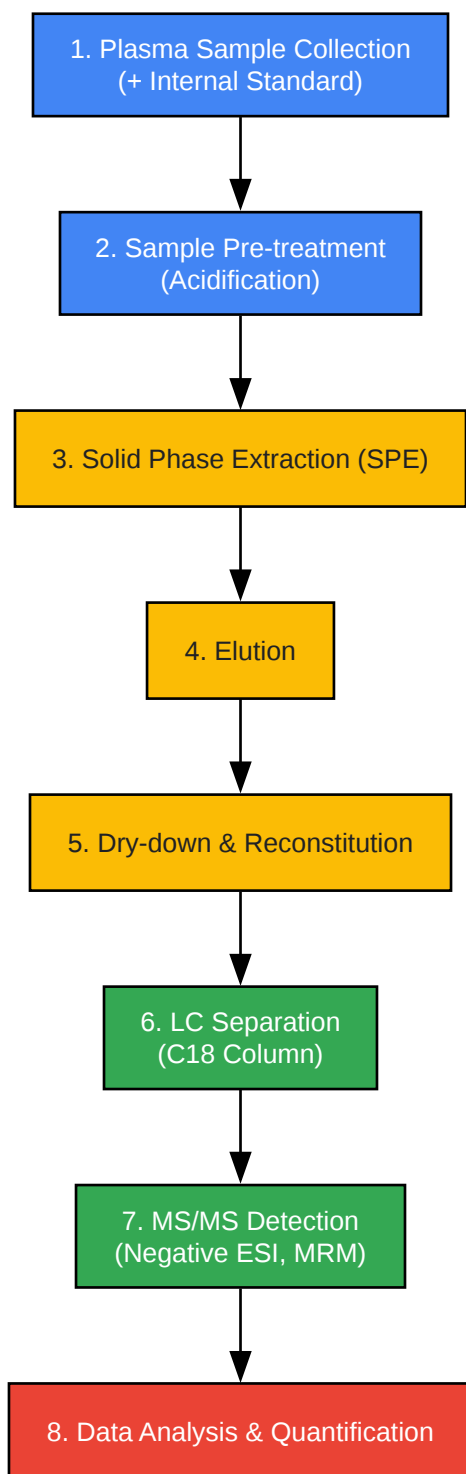 1. Plasma Sample Collection
(+ Internal Standard)
2. Sample Pre-treatment
(Acidification)
3. Solid Phase Extraction (SPE)
4. Elution
5. Dry-down & Reconstitution
6. LC Separation
(C18 Column)
7. MS/MS Detection
(Negative ESI, MRM)
8. Data Analysis & Quantification